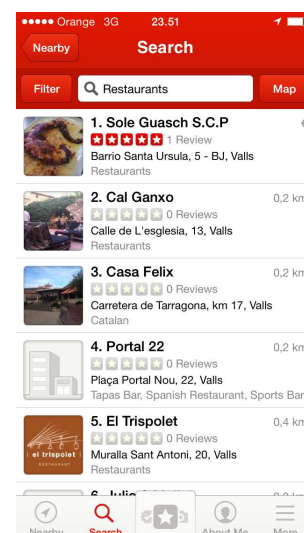 Orange 3G 23.51
Nearby Search
Filter Restaurants Map
1. Sole Guasch S.C.P
1 Review
Barrio Santa Ursula, 5 - BJ, Valls
Restaurants
2. Cal Ganxo 0,2 km
0 Reviews
Calle de L'esglesia, 13, Valls
Restaurants
3. Casa Felix 0,2 km
0 Reviews
Carretera de Tarragona, km 17, Valls
Catalan
4. Portal 22 0,2 km
0 Reviews
Plaça Portal Nou, 22, Valls
Tapas Bar, Spanish Restaurant, Sports Bar
5. El Trispolet 0,4 km
0 Reviews
Muralla Sant Antoni, 20, Valls
Restaurants
el trispolet
RESTAURANT
Nearby Search About Me More